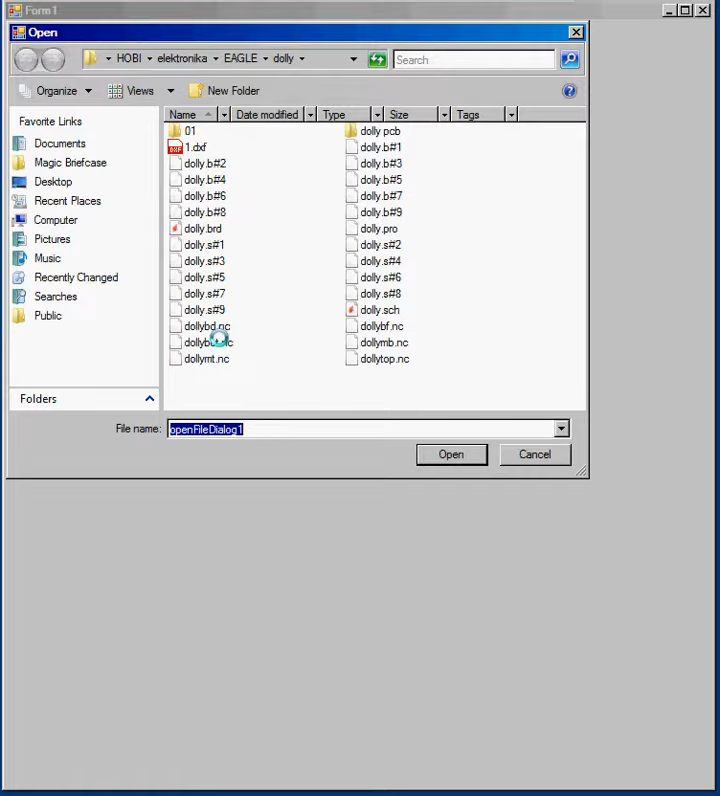 Form1
Open
HOBI elektronika EAGLE dolly Search
Organize Views New Folder
Favorite Links
Documents
Magic Briefcase
Desktop
Recent Places
Computer
Pictures
Music
Recently Changed
Searches
Public
Folders
Name Date modified Type Size Tags
01 dolly pcb
1.dxf dolly.b#1
dolly.b#2 dolly.b#3
dolly.b#4 dolly.b#5
dolly.b#6 dolly.b#7
dolly.b#8 dolly.b#9
dolly.brd dolly.pro
dolly.s#1 dolly.s#2
dolly.s#3 dolly.s#4
dolly.s#5 dolly.s#6
dolly.s#7 dolly.s#8
dolly.s#9 dolly.sch
dollybd.nc dollybf.nc
dollymb.nc
dollymt.nc dollytop.nc
File name: openFileDialog1
Open Cancel